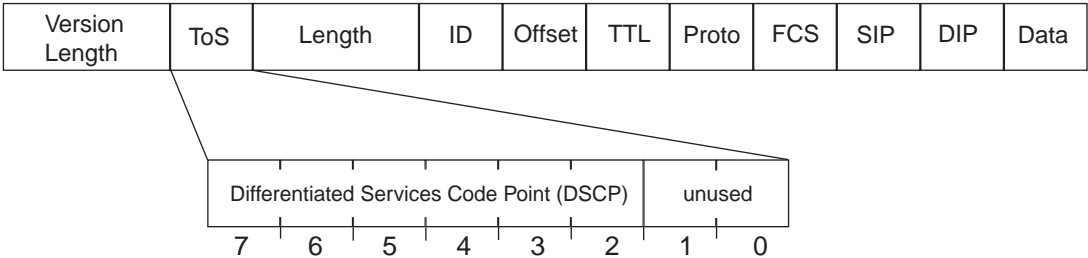 Version
Length
ToS
Length
ID
Offset
TTL
Proto
FCS
SIP
DIP
Data
Differentiated Services Code Point (DSCP)
unused
7 6 5 4 3 2 1 0